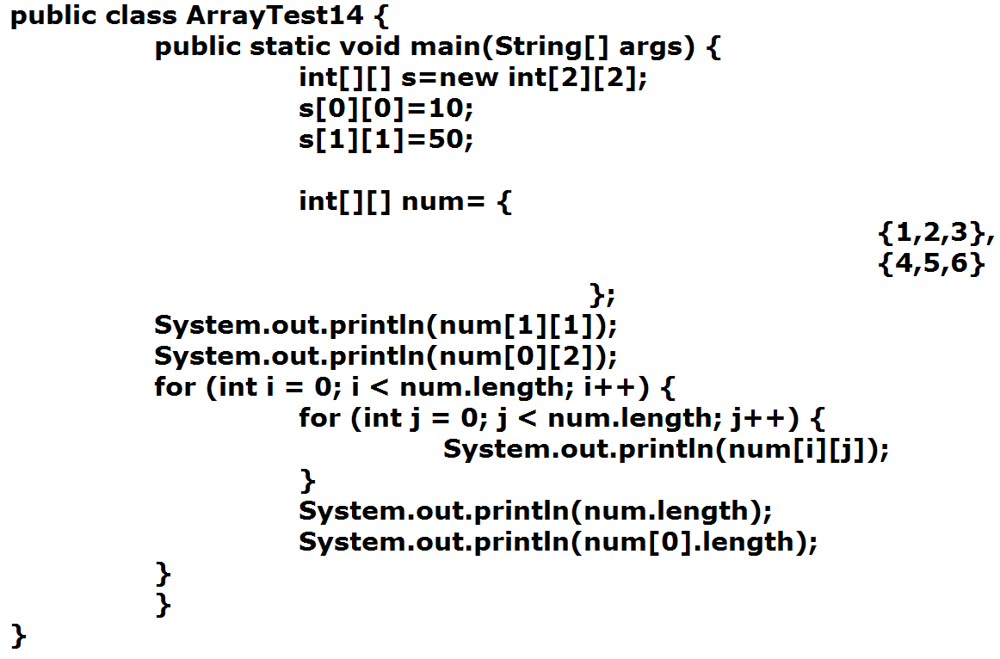 public class ArrayTest14 {
public static void main(String[] args) {
int[][] s=new int[2][2];
s[0][0]=10;
s[1][1]=50;
int[][] num= {
{1,2,3},
{4,5,6}
};
System.out.println(num[1][1]);
System.out.println(num[0][2]);
for (int i = 0; i < num.length; i++) {
for (int j = 0; j < num.length; j++) {
System.out.println(num[i][j]);
}
System.out.println(num.length);
System.out.println(num[0].length);
}
}
}